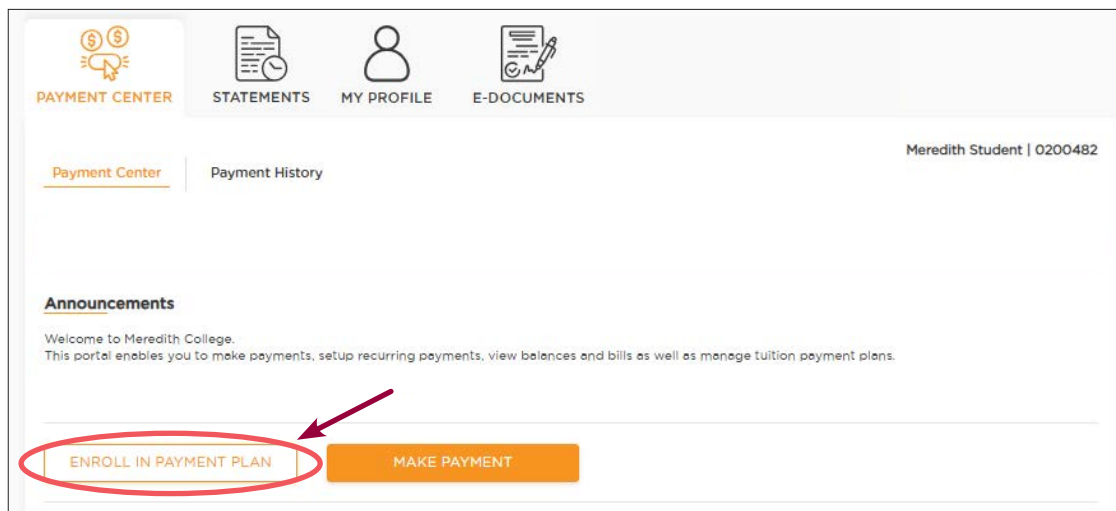 PAYMENT CENTER STATEMENTS MY PROFILE E-DOCUMENTS
Meredith Student | 0200482
Payment Center Payment History
Announcements
Welcome to Meredith College.
This portal enables you to make payments, setup recurring payments, view balances and bills as well as manage tuition payment plans.
ENROLL IN PAYMENT PLAN MAKE PAYMENT